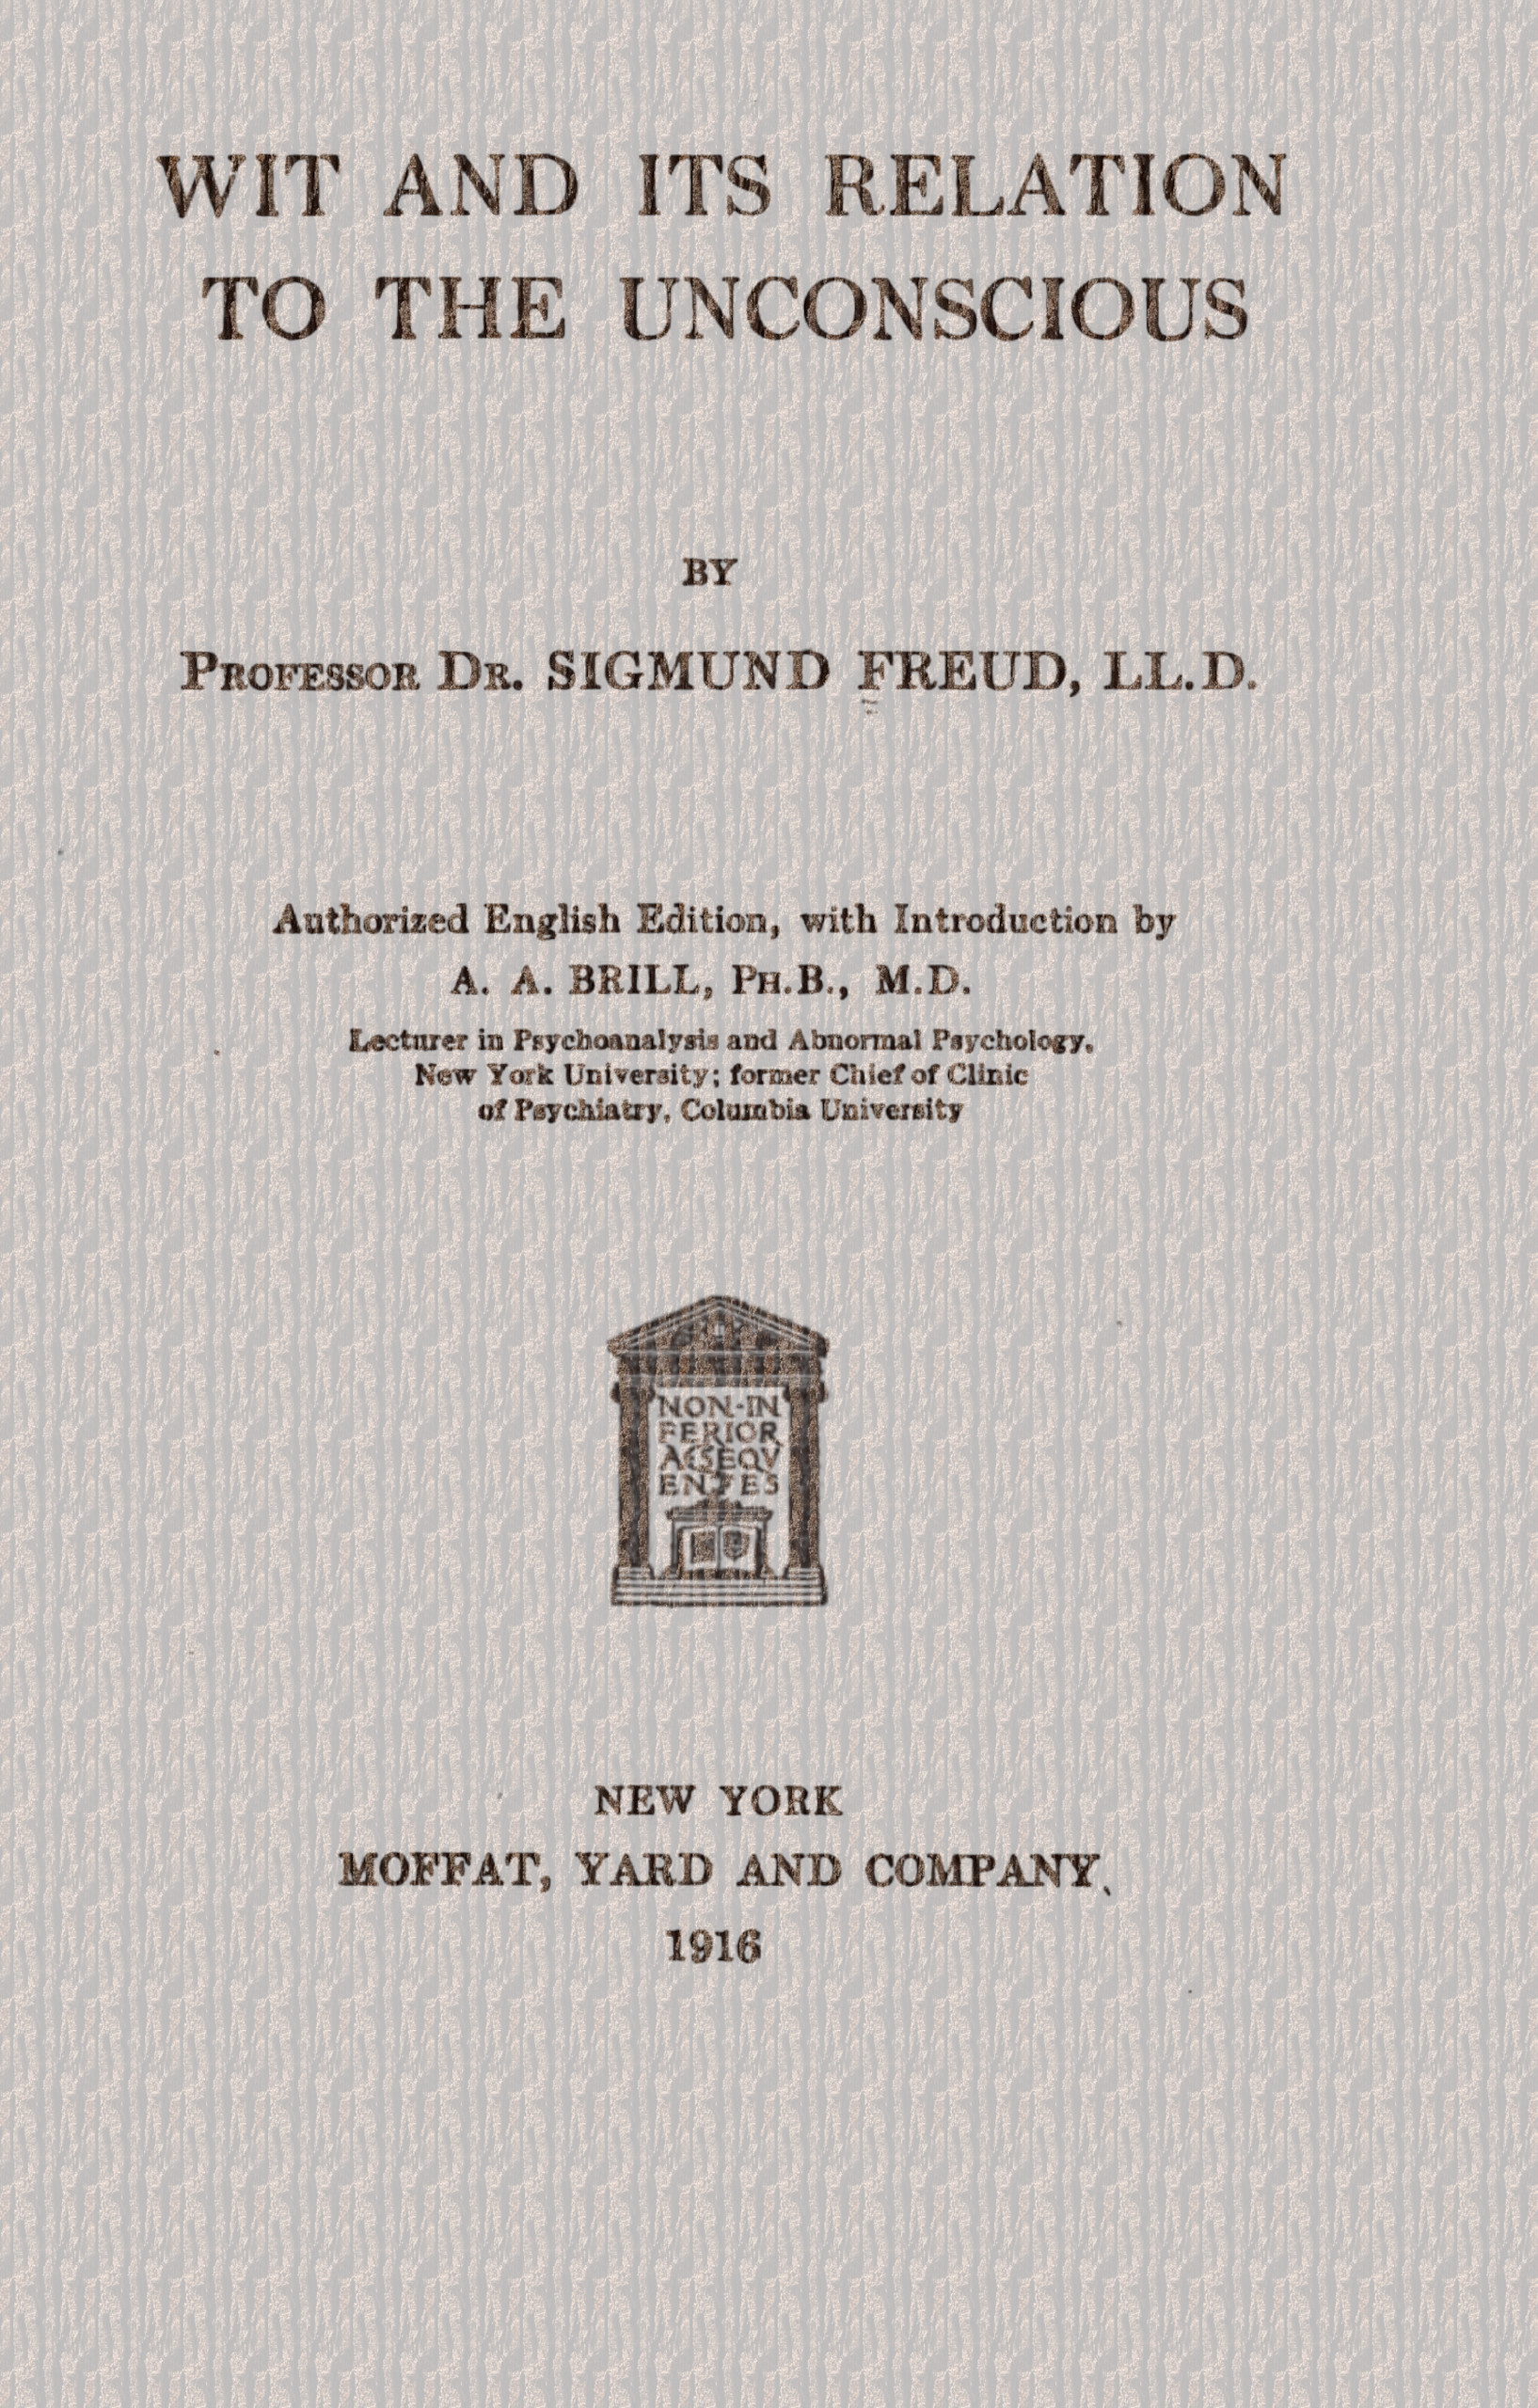 WIT AND ITS RELATION
TO THE UNCONSCIOUS
BY
PROFESSOR DR. SIGMUND FREUD, LL.D.
Authorized English Edition, with Introduction by
A. A. BRILL, PH.B., M.D.
Lecturer in Psychoanalysis and Abnormal Psychology,
New York University; former Chief of Clinic
of Psychiatry, Columbia University
NON-IN
FERIOR
A SEQV
ENTES
NEW YORK
MOFFAT, YARD AND COMPANY
1916